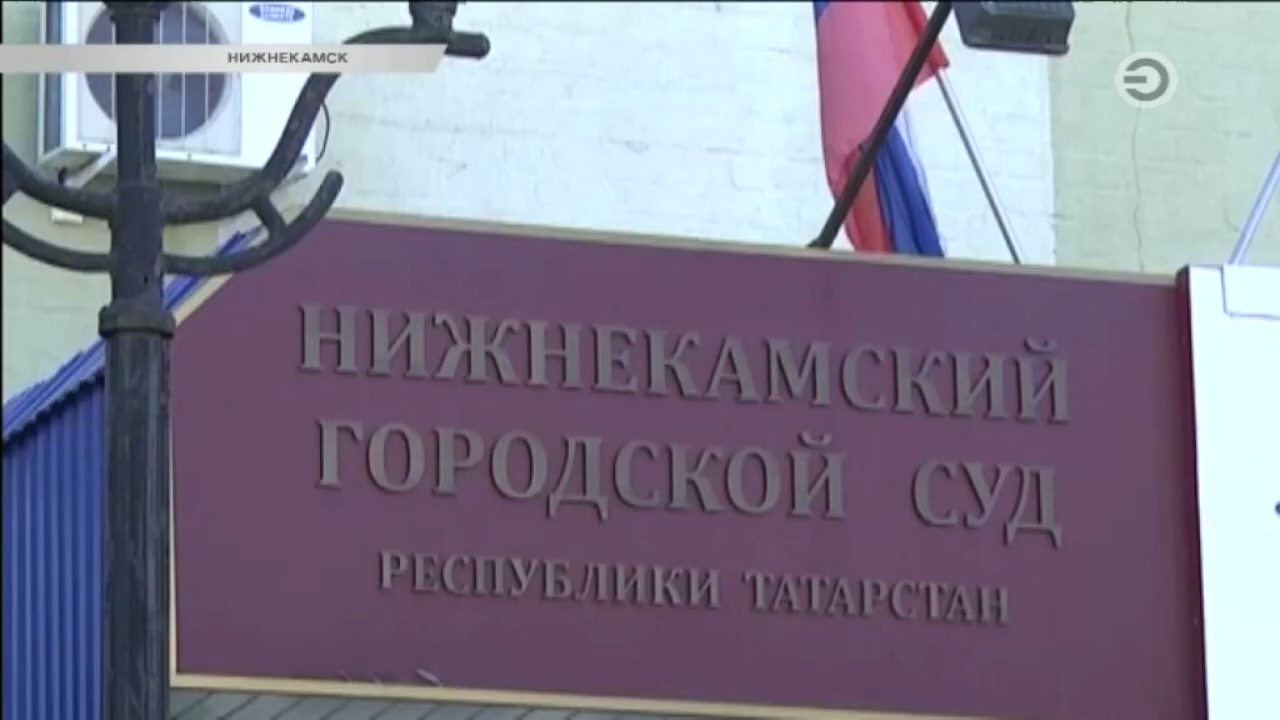 НИЖНЕКАМСК
НИЖНЕКАМСКИЙ
ГОРОДСКОЙ СУД
РЕСПУБЛИКИ ТАТАРСТАН